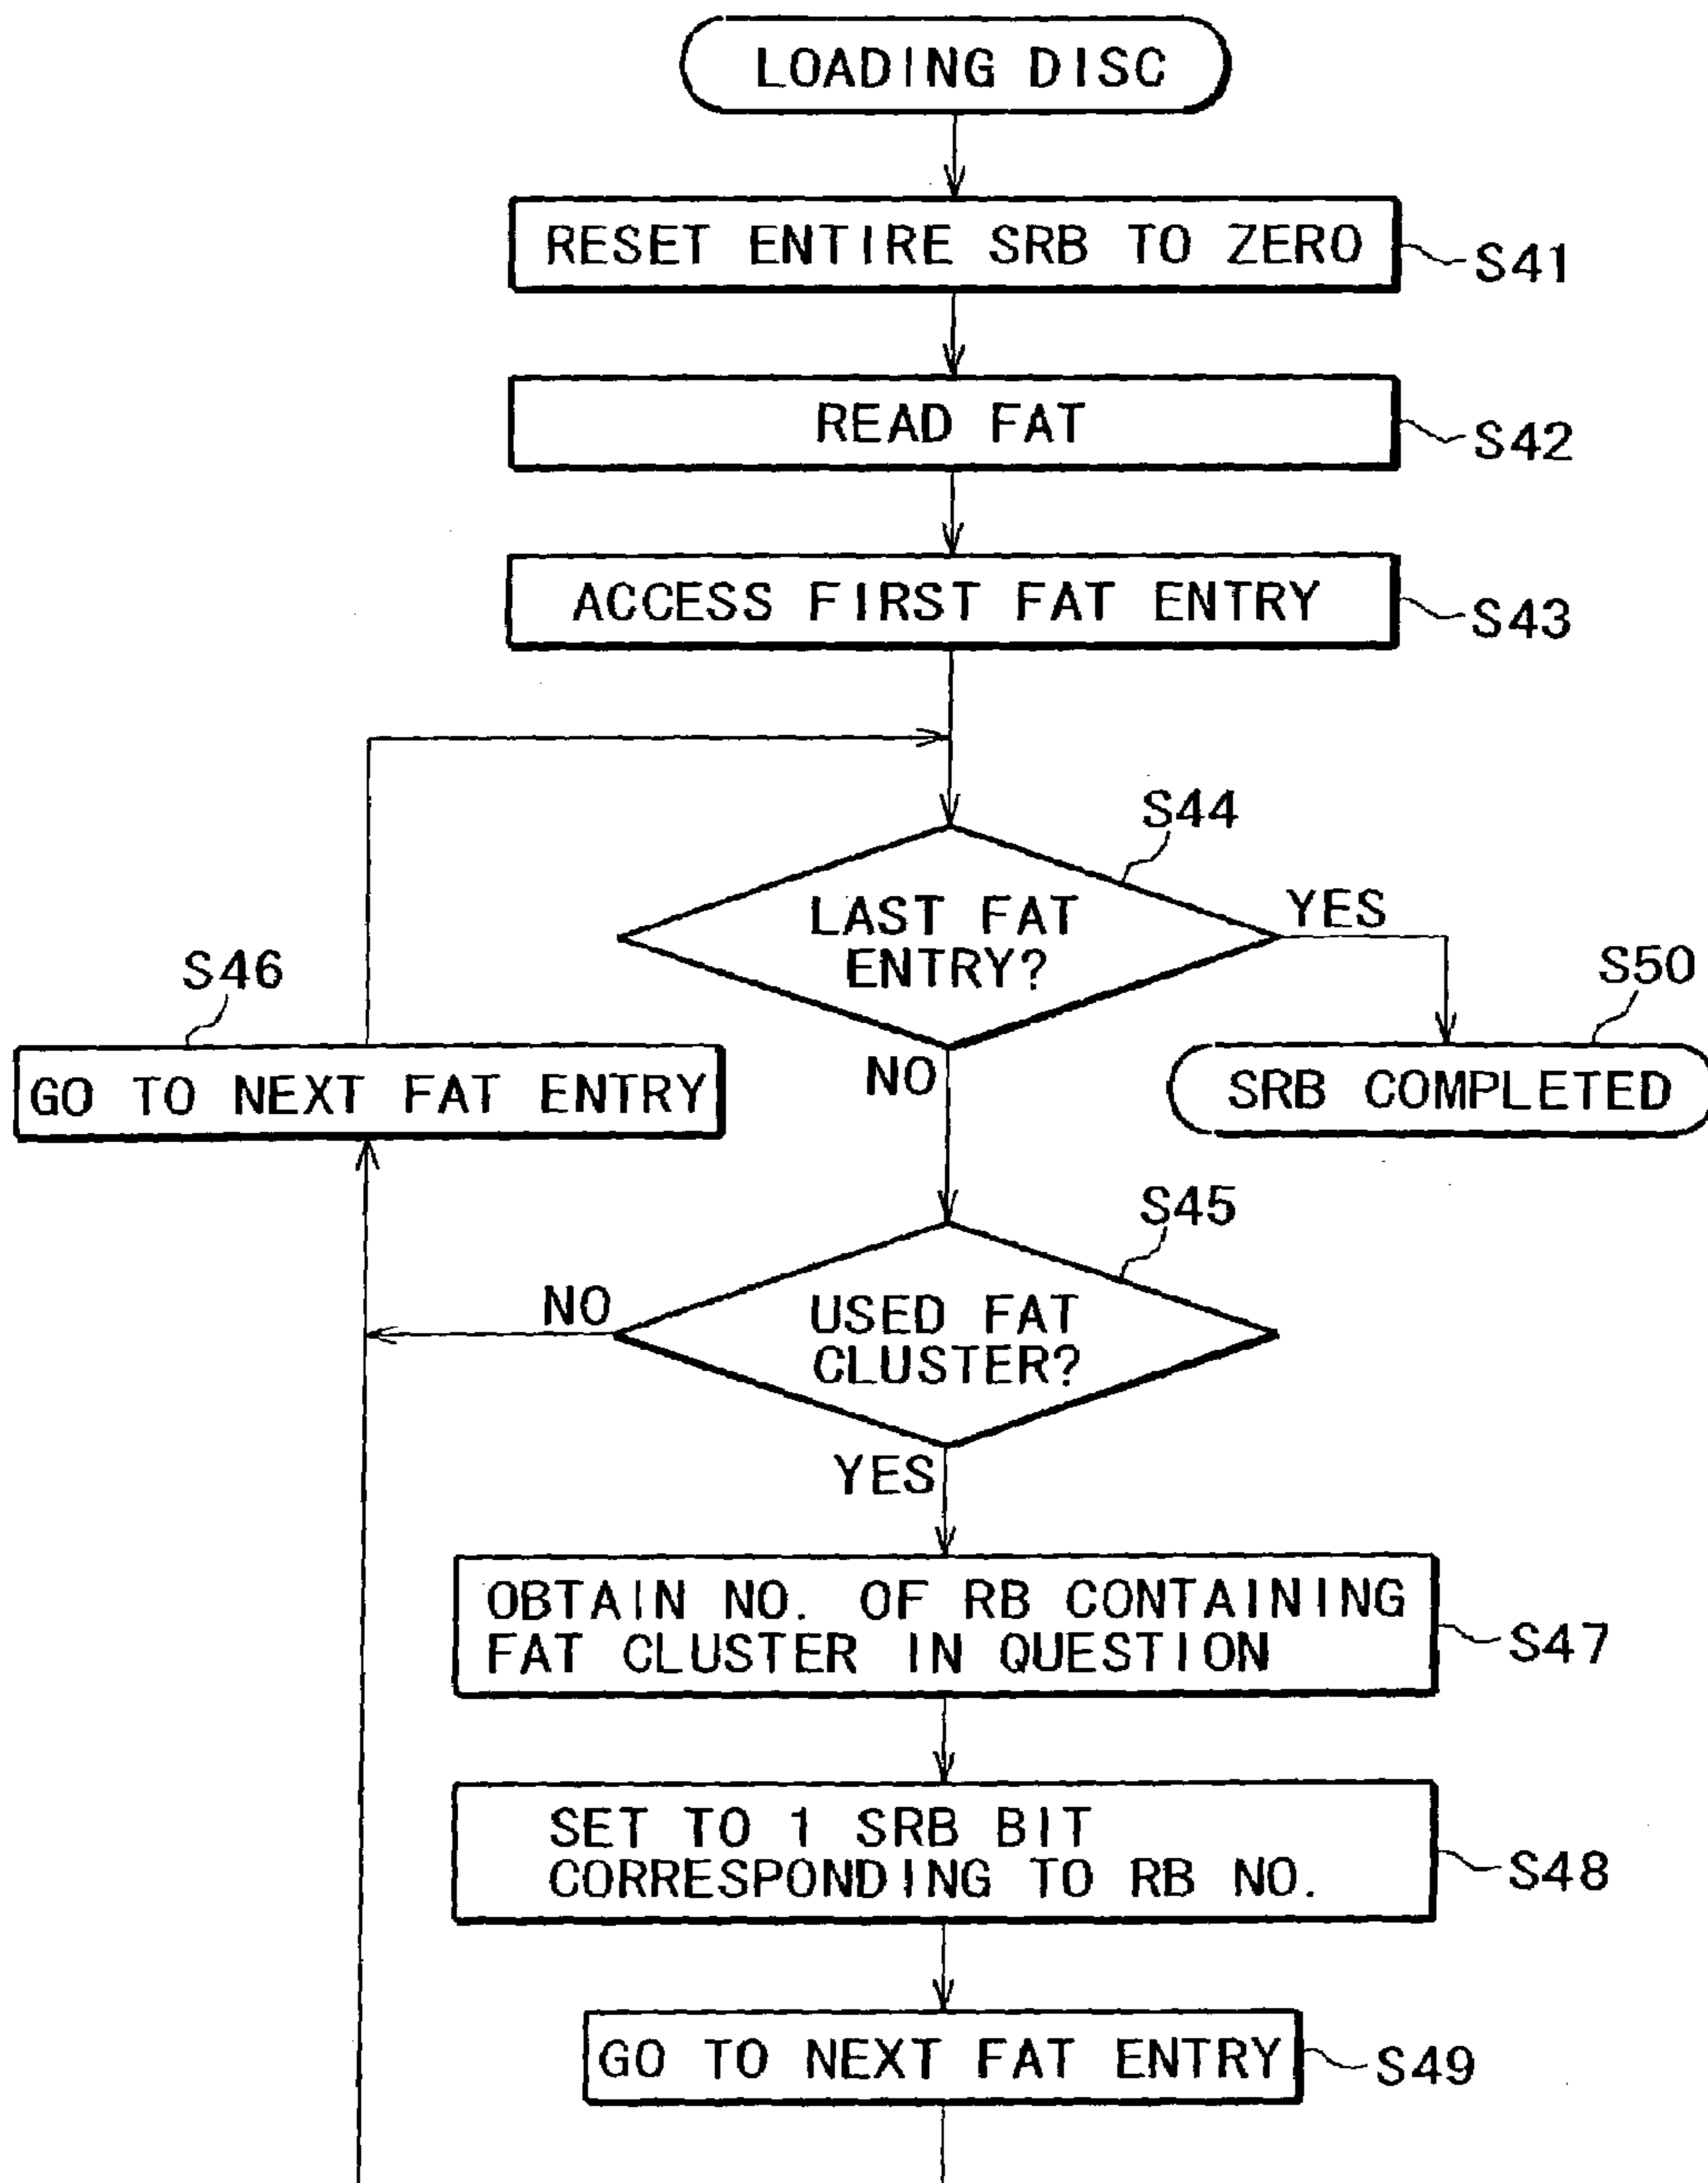 LOADING DISC
RESET ENTIRE SRB TO ZERO
S41
READ FAT
S42
ACCESS FIRST FAT ENTRY
S43
S44
LAST FAT
ENTRY?
YES
S46
S50
GO TO NEXT FAT ENTRY
NO
SRB COMPLETED
S45
NO
USED FAT
CLUSTER?
YES
OBTAIN NO. OF RB CONTAINING
FAT CLUSTER IN QUESTION
S47
SET TO 1 SRB BIT
CORRESPONDING TO RB NO.
S48
GO TO NEXT FAT ENTRY
S49